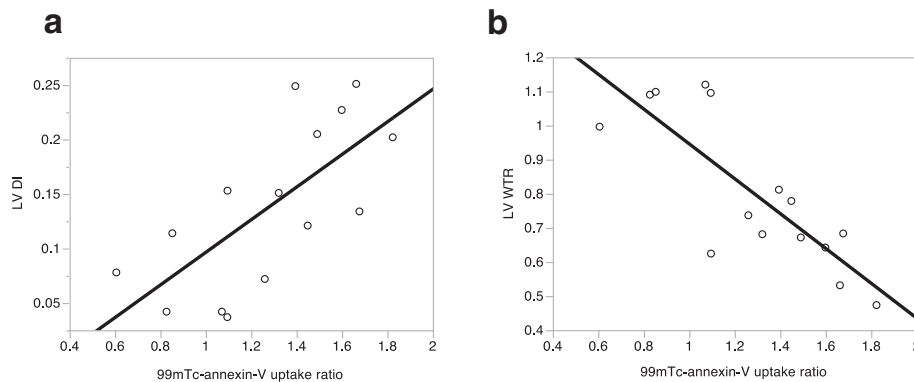 a
0.25
0.2
0.15
0.1
0.05
LV DI
0.4 0.6 0.8 1 1.2 1.4 1.6 1.8 2
99mTc-annexin-V uptake ratio
b
1.2
1.1
1
0.9
0.8
0.7
0.6
0.5
0.4
LV WTR
0.4 0.6 0.8 1 1.2 1.4 1.6 1.8
99mTc-annexin-V uptake ratio